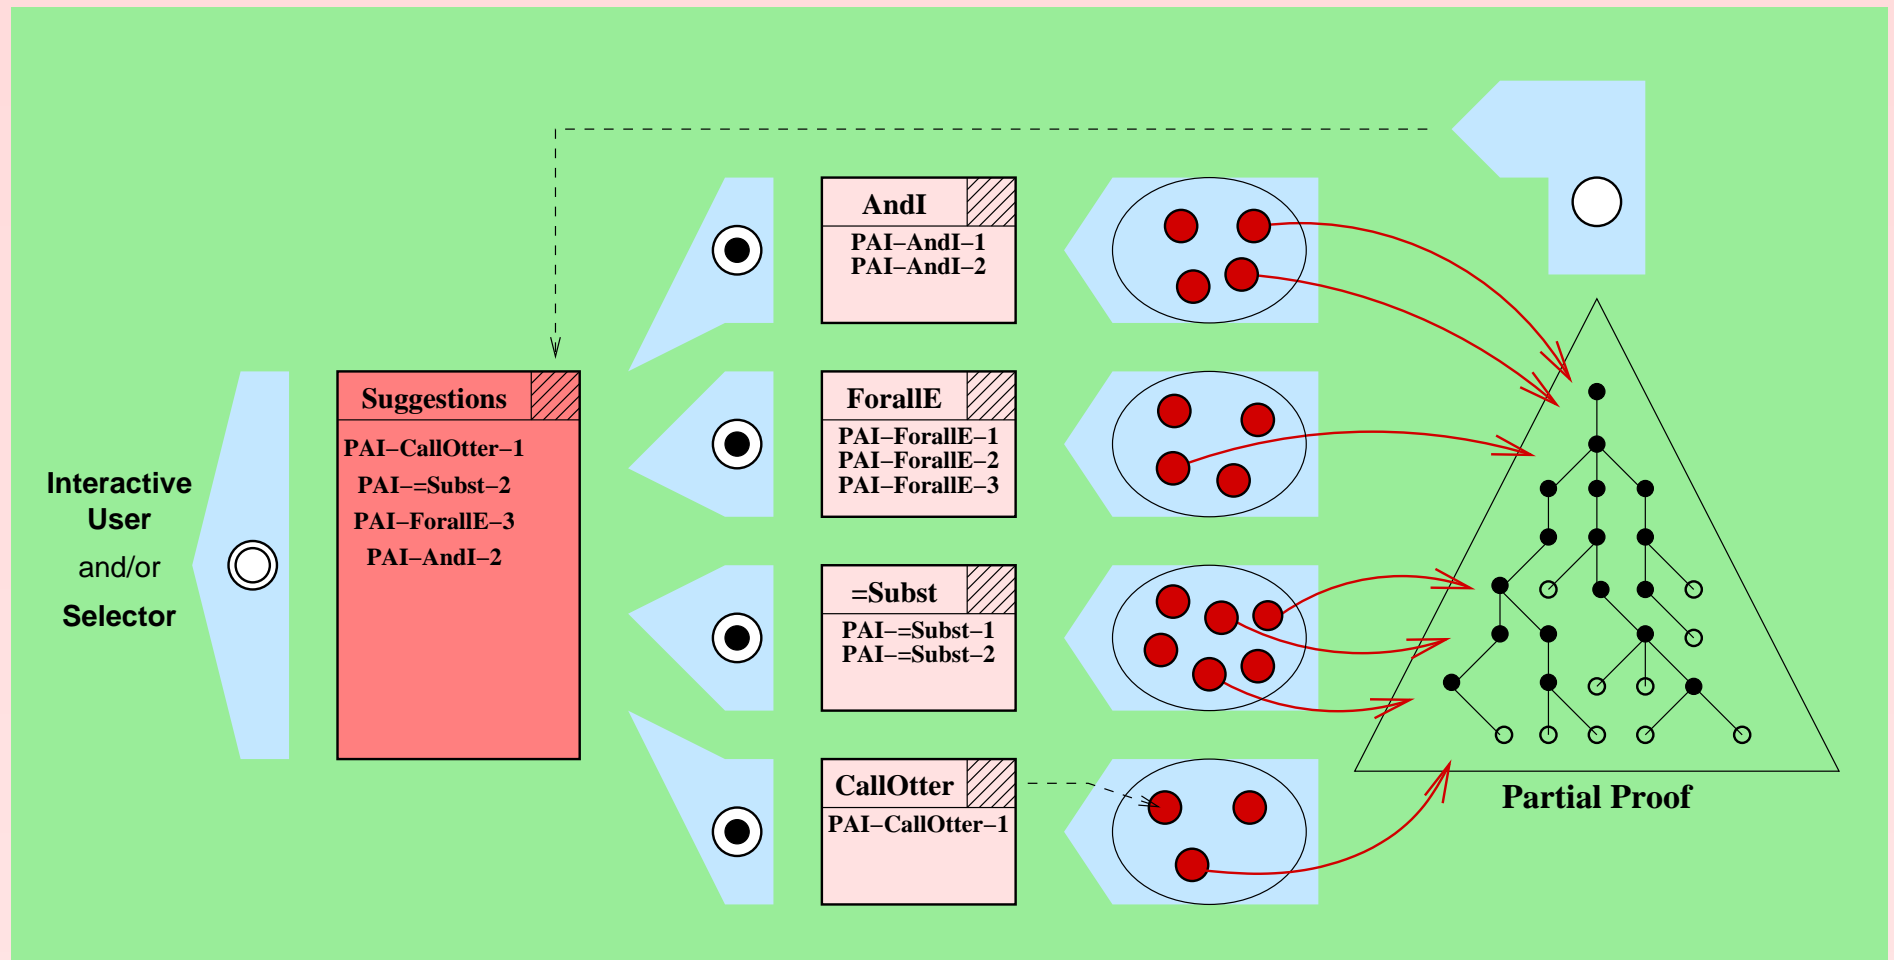 Interactive
User
and/or
Selector
Suggestions
PAI–CallOtter–1
PAI–=Subst–2
PAI–ForallE–3
PAI–AndI–2
AndI
PAI–AndI–1
PAI–AndI–2
ForallE
PAI–ForallE–1
PAI–ForallE–2
PAI–ForallE–3
=Subst
PAI–=Subst–1
PAI–=Subst–2
CallOtter
PAI–CallOtter–1
Partial Proof